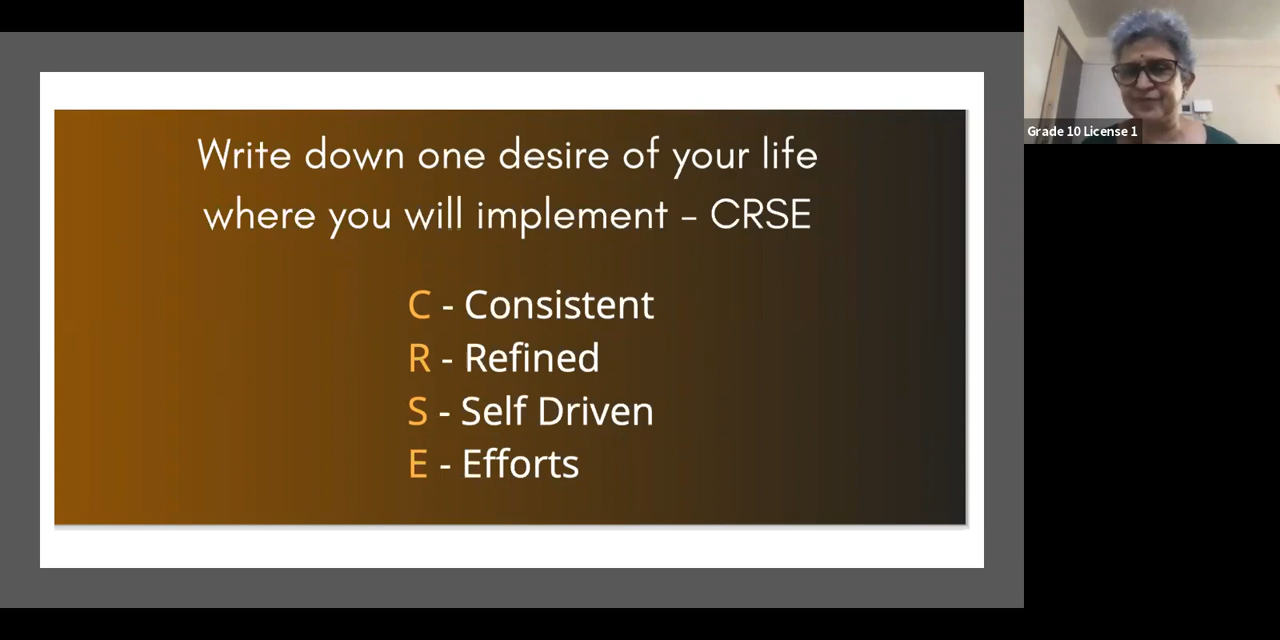 Write down one desire of your life
where you will implement - CRSE
C - Consistent
R - Refined
S - Self Driven
E - Efforts
Grade 10 License 1